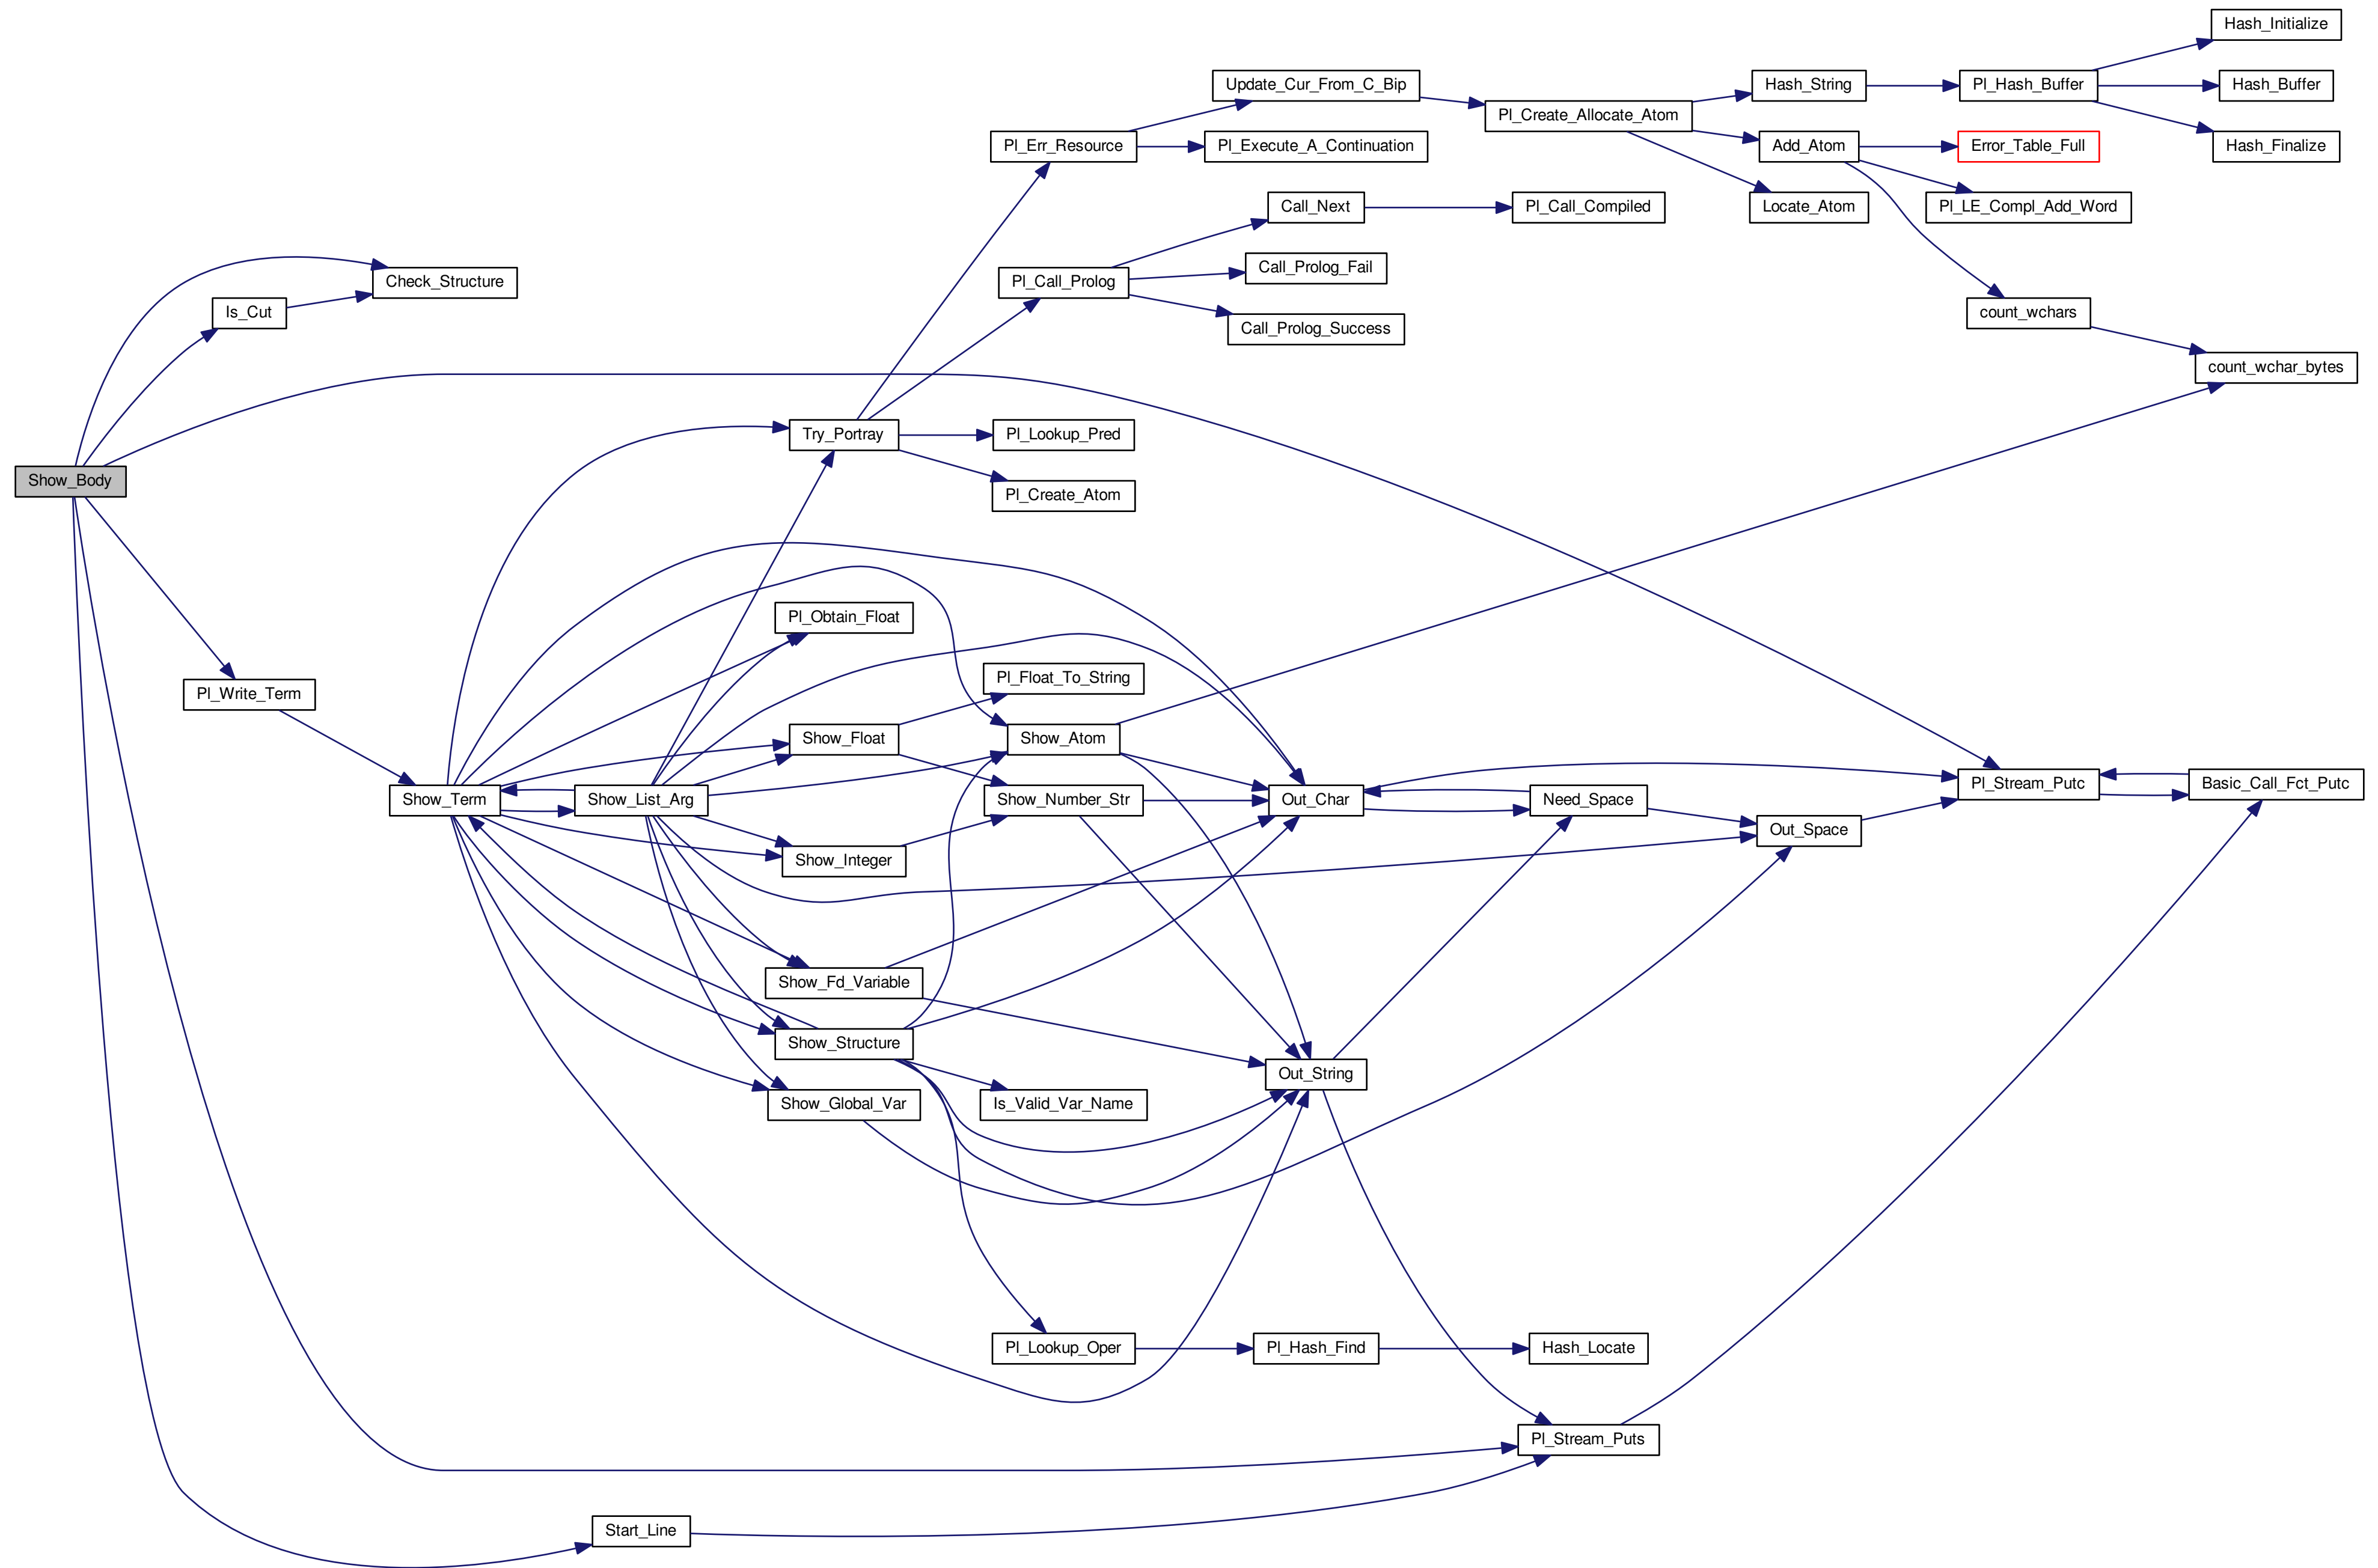 Hash_Initialize
Update_Cur_From_C_Bip
Hash_String
Pl_Hash_Buffer
Hash_Buffer
Pl_Create_Allocate_Atom
Pl_Err_Resource
Pl_Execute_A_Continuation
Add_Atom
Error_Table_Full
Hash_Finalize
Call_Next
Pl_Call_Compiled
Locate_Atom
Pl_LE_Compl_Add_Word
Check_Structure
Pl_Call_Prolog
Call_Prolog_Fail
Is_Cut
Call_Prolog_Success
count_wchars
count_wchar_bytes
Try_Portray
Pl_Lookup_Pred
Show_Body
Pl_Create_Atom
Pl_Obtain_Float
Pl_Write_Term
Pl_Float_To_String
Show_Float
Show_Atom
Show_Term
Show_List_Arg
Show_Number_Str
Out_Char
Need_Space
Pl_Stream_Putc
Basic_Call_Fct_Putc
Out_Space
Show_Integer
Show_Fd_Variable
Show_Structure
Out_String
Show_Global_Var
Is_Valid_Var_Name
Pl_Lookup_Oper
Pl_Hash_Find
Hash_Locate
Pl_Stream_Puts
Start_Line